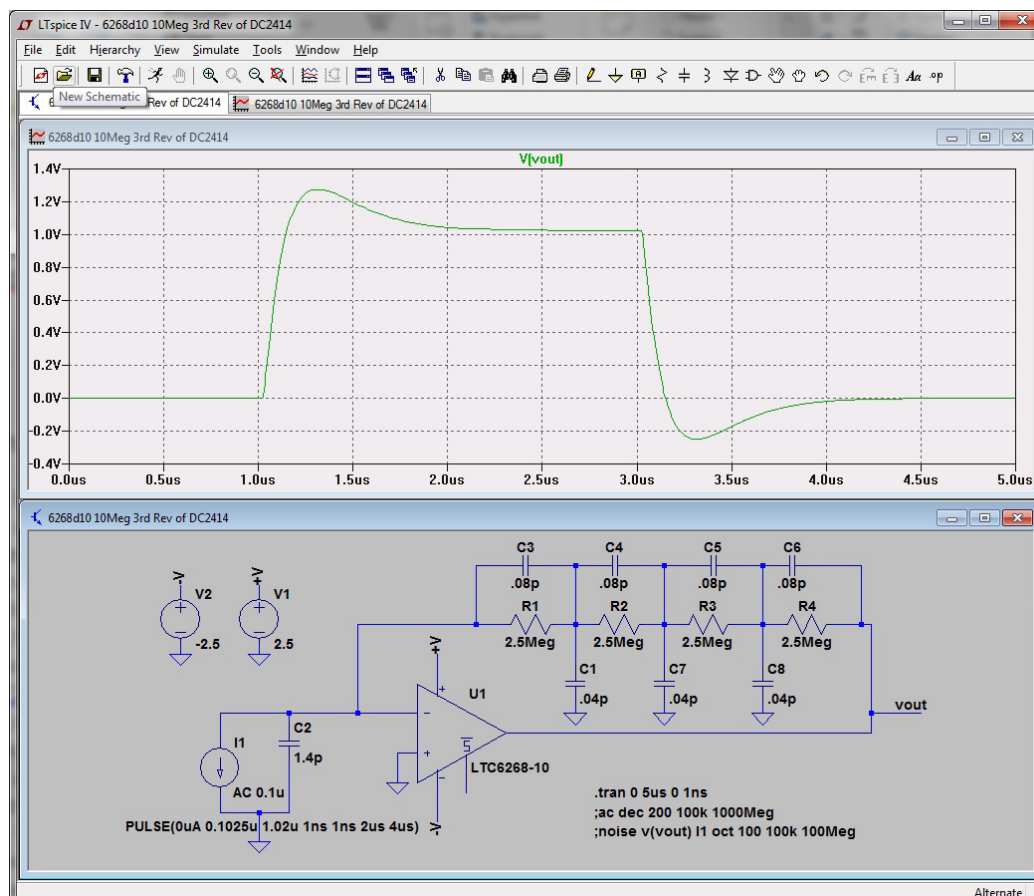 LTspice IV - 6268d10 10Meg 3rd Rev of DC2414
File Edit Hierarchy View Simulate Tools Window Help
New Schematic
Rev of DC2414
6268d10 10Meg 3rd Rev of DC2414
6268d10 10Meg 3rd Rev of DC2414
V(vout)
1.4V
1.2V
1.0V
0.8V
0.6V
0.4V
0.2V
0.0V
-0.2V
-0.4V
0.0us 0.5us 1.0us 1.5us 2.0us 2.5us 3.0us 3.5us 4.0us 4.5us 5.0us
6268d10 10Meg 3rd Rev of DC2414
C3 C4 C5 C6
.08p .08p .08p .08p
-V +V
V2 V1
-2.5 2.5
R1 R2 R3 R4
2.5Meg 2.5Meg 2.5Meg 2.5Meg
+V
C1 C7 C8
.04p .04p .04p
U1
vout
I1
C2
1.4p
S
LTC6268-10
AC 0.1u
PULSE(0uA 0.1025u 1.02u 1ns 1ns 2us 4us)
-V
.tran 0 5us 0 1ns
;ac dec 200 100k 1000Meg
;noise v(vout) I1 oct 100 100k 100Meg
Alternate